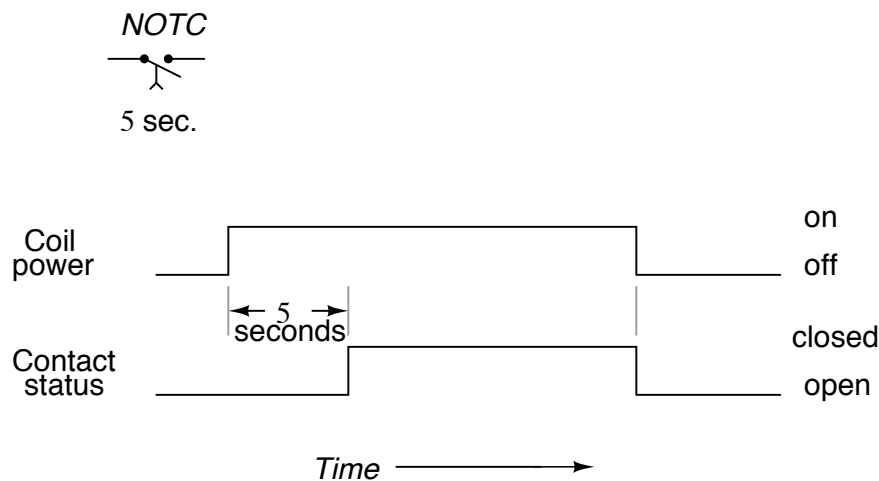 NOTC
5 sec.
Coil
power
on
off
5
seconds
Contact
status
closed
open
Time